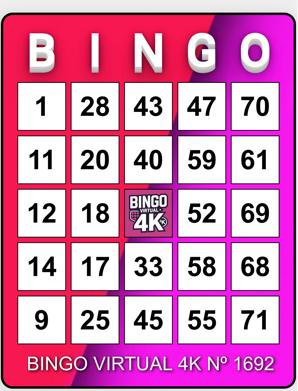 B I N G O
1 28 43 47 70
11 20 40 59 61
12 18 BINGO VIRTUAL 4K 52 69
14 17 33 58 68
9 25 45 55 71
BINGO VIRTUAL 4K Nº 1692